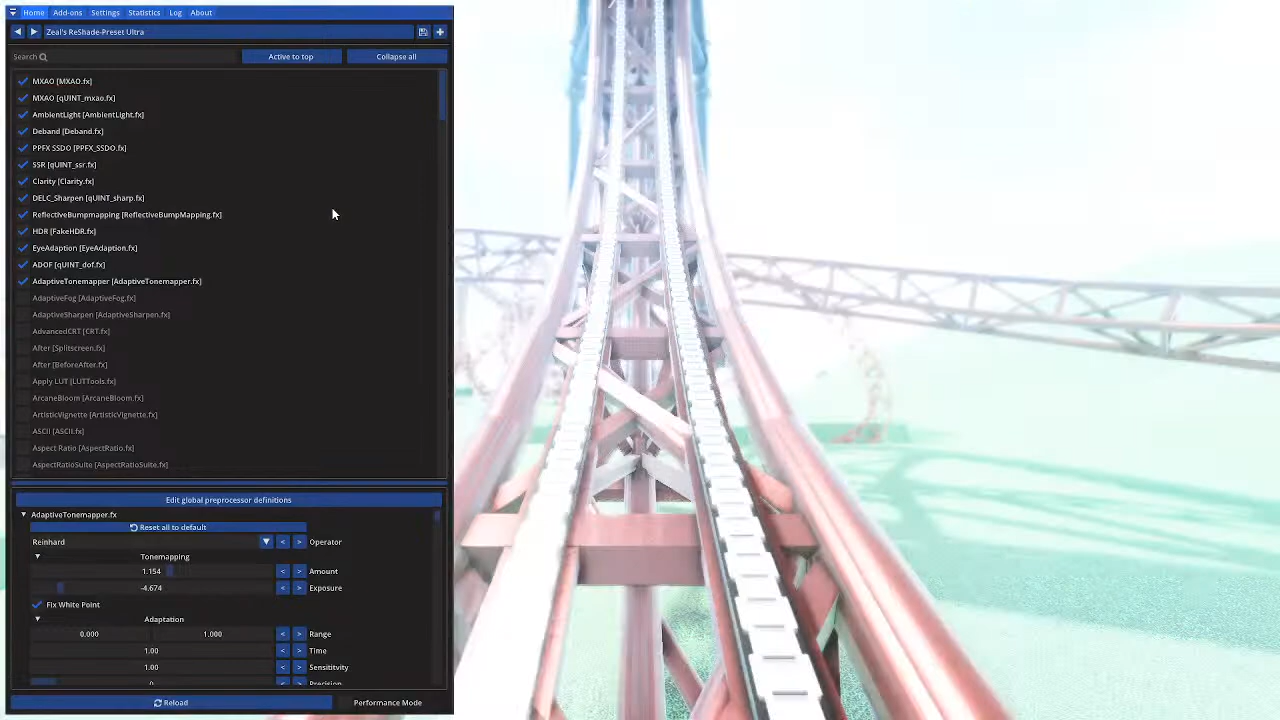 Home Add-ons Settings Statistics Log About
Zeal's ReShade-Preset Ultra
Search Active to top Collapse all
MXAO [MXAO.fx]
MXAO [qUINT_mxao.fx]
AmbientLight [AmbientLight.fx]
Deband [Deband.fx]
PPFX SSDO [PPFX_SSDO.fx]
SSR [qUINT_ssr.fx]
Clarity [Clarity.fx]
DELC_Sharpen [qUINT_sharp.fx]
ReflectiveBumpmapping [ReflectiveBumpMapping.fx]
HDR [FakeHDR.fx]
EyeAdaption [EyeAdaption.fx]
ADOF [qUINT_dof.fx]
AdaptiveTonemapper [AdaptiveTonemapper.fx]
AdaptiveFog [AdaptiveFog.fx]
AdaptiveSharpen [AdaptiveSharpen.fx]
AdvancedCRT [CRT.fx]
After [Splitscreen.fx]
After [BeforeAfter.fx]
Apply LUT [LUTTools.fx]
ArcaneBloom [ArcaneBloom.fx]
ArtisticVignette [ArtisticVignette.fx]
ASCII [ASCII.fx]
Aspect Ratio [AspectRatio.fx]
AspectRatioSuite [AspectRatioSuite.fx]
Edit global preprocessor definitions
AdaptiveTonemapper.fx
Reset all to default
Reinhard < > Operator
Tonemapping
1.154 < > Amount
-4.674 < > Exposure
Fix White Point
Adaptation
0.000 1.000 < > Range
1.00 < > Time
1.00 < > Sensitivity
0 < > Precision
Reload Performance Mode